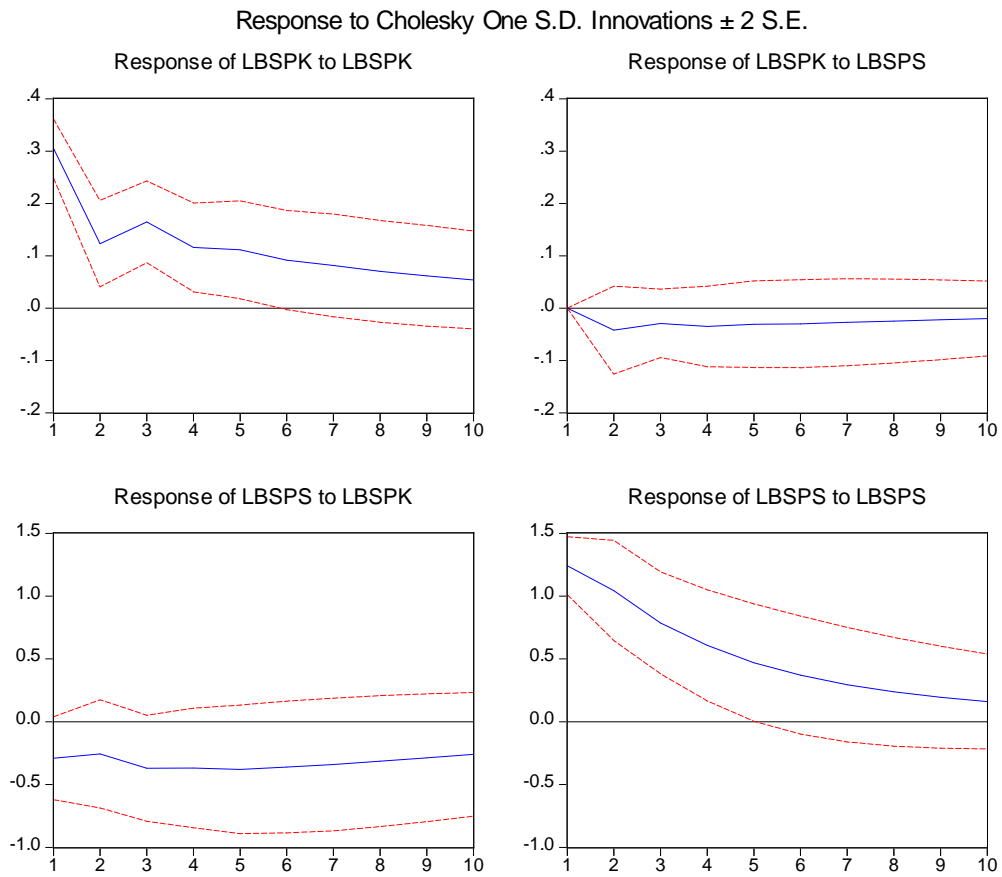 Response to Cholesky One S.D. Innovations ± 2 S.E.
Response of LBSPK to LBSPK
.4
.3
.2
.1
.0
-.1
-.2
1 2 3 4 5 6 7 8 9 10
Response of LBSPK to LBSPS
.4
.3
.2
.1
.0
-.1
-.2
1 2 3 4 5 6 7 8 9 10
Response of LBSPS to LBSPK
1.5
1.0
0.5
0.0
-0.5
-1.0
1 2 3 4 5 6 7 8 9 10
Response of LBSPS to LBSPS
1.5
1.0
0.5
0.0
-0.5
-1.0
1 2 3 4 5 6 7 8 9 10